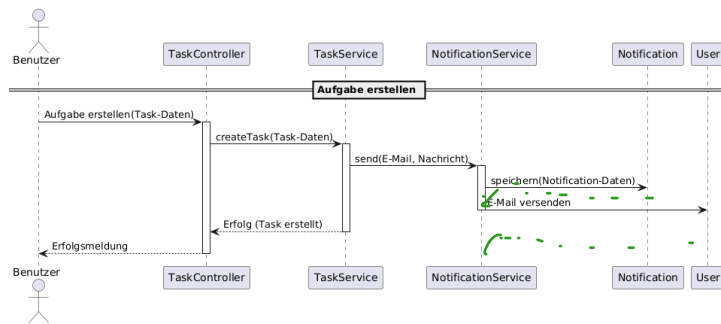 Benutzer
TaskController
TaskService
NotificationService
Notification
User
Aufgabe erstellen
Aufgabe erstellen(Task-Daten)
createTask(Task-Daten)
send(E-Mail, Nachricht)
speichern(Notification-Daten)
E-Mail versenden
Erfolg (Task erstellt)
Erfolgsmeldung
Benutzer
TaskController
TaskService
NotificationService
Notification
User